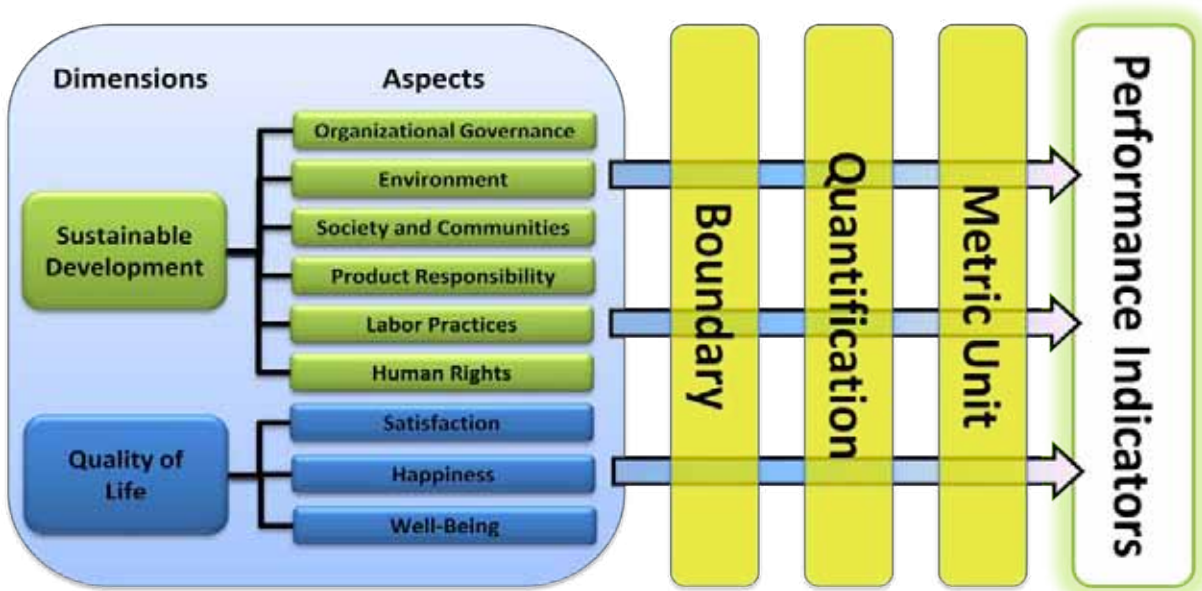 Dimensions
Aspects
Sustainable
Development
Organizational Governance
Environment
Society and Communities
Product Responsibility
Labor Practices
Human Rights
Quality of
Life
Satisfaction
Happiness
Well-Being
Boundary
Quantification
Metric Unit
Performance Indicators